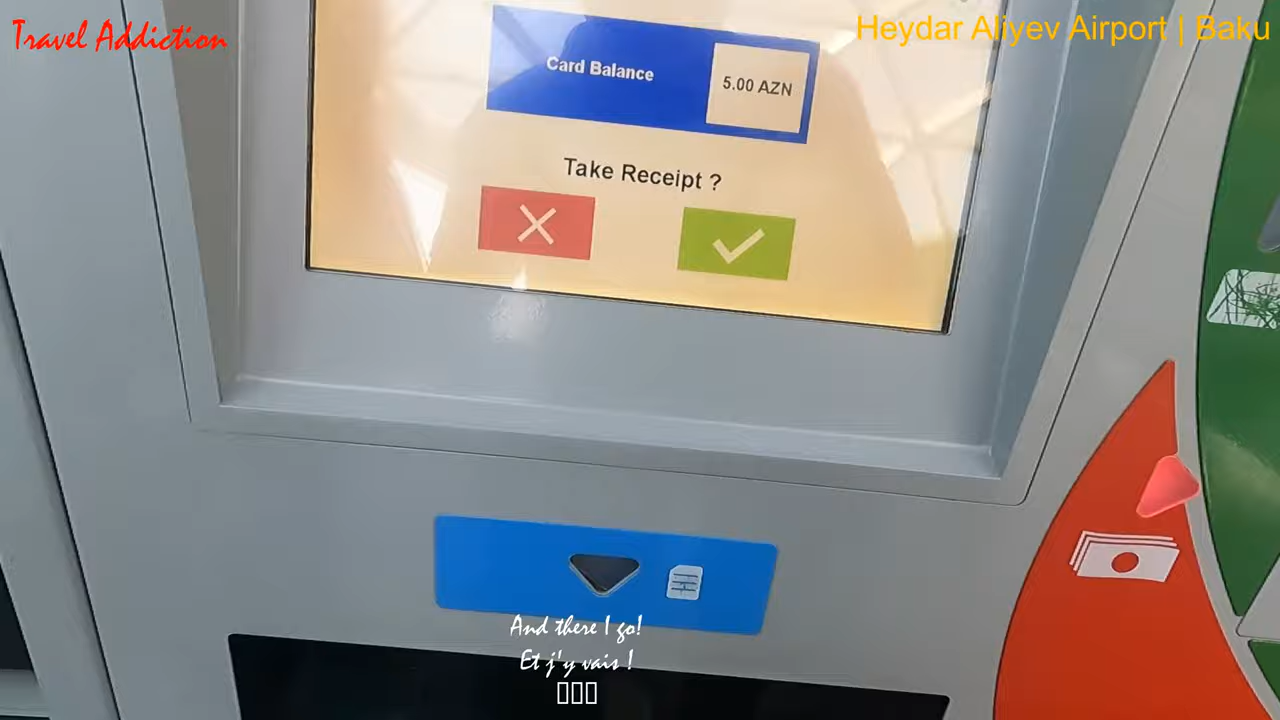 Travel Addiction
Heydar Aliyev Airport | Baku
Card Balance
5.00 AZN
Take Receipt ?
And there I go!
Et j'y vais !